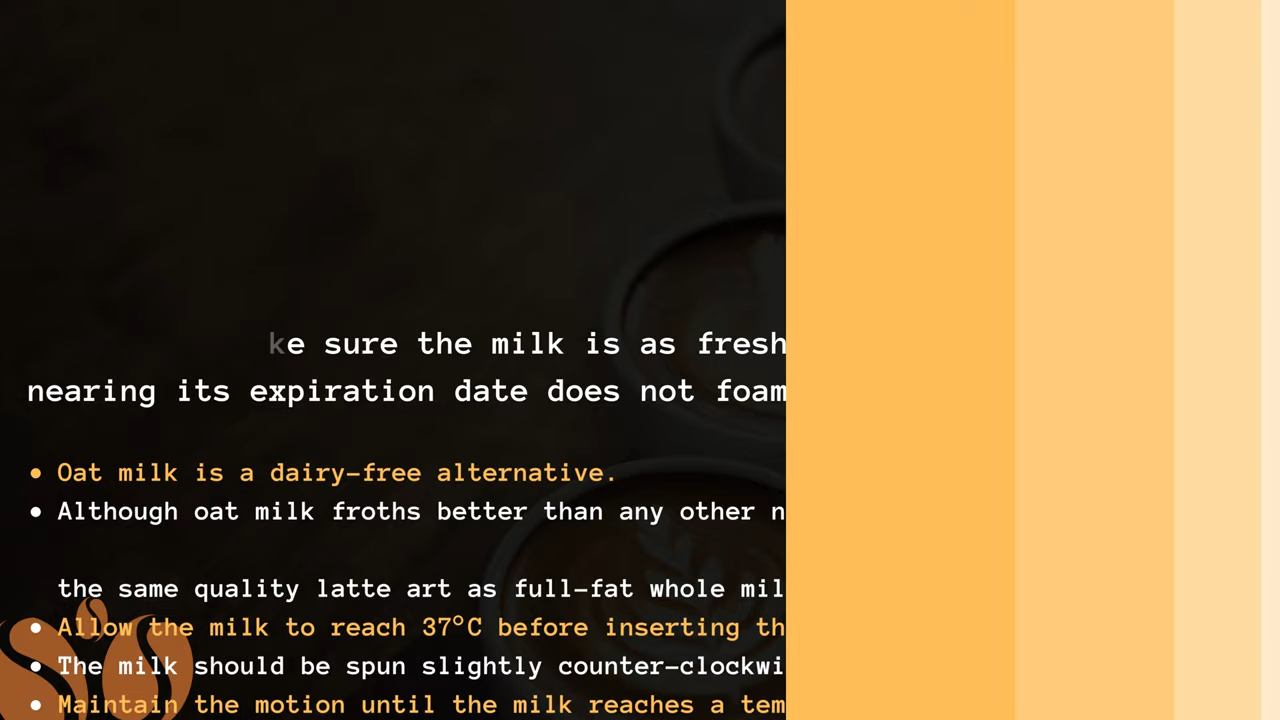 ke sure the milk is as fresh
nearing its expiration date does not foam
• Oat milk is a dairy-free alternative.
• Although oat milk froths better than any other n
the same quality latte art as full-fat whole mil
• Allow the milk to reach 37°C before inserting th
• The milk should be spun slightly counter-clockwi
• Maintain the motion until the milk reaches a tem